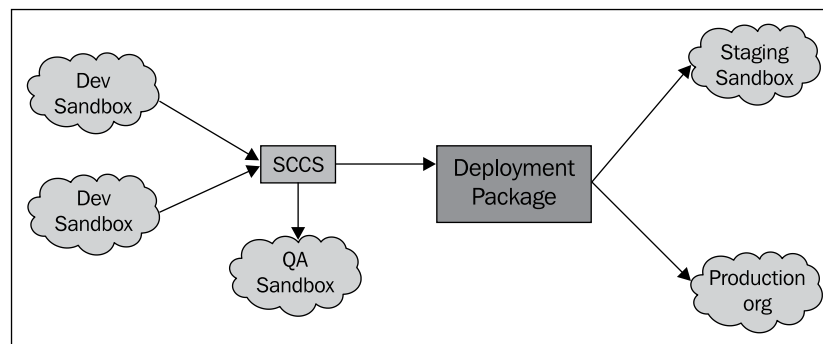 Dev
Sandbox
Dev
Sandbox
SCCS
QA
Sandbox
Deployment
Package
Staging
Sandbox
Production
org